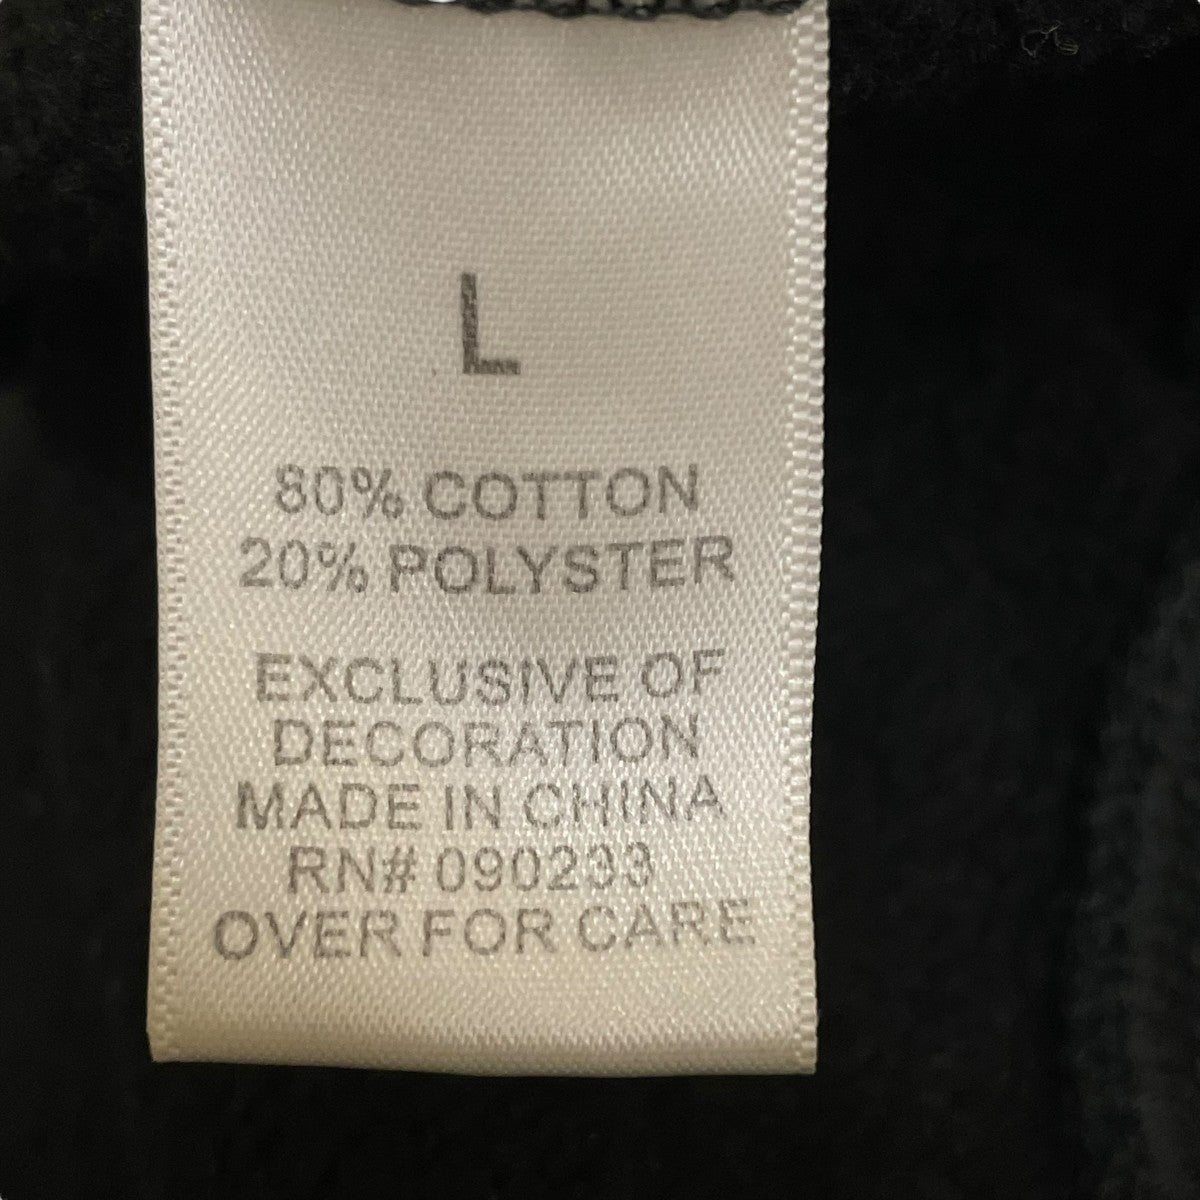 L
80% COTTON
20% POLYSTER
EXCLUSIVE OF
DECORATION
MADE IN CHINA
RN# 090233
OVER FOR CARE